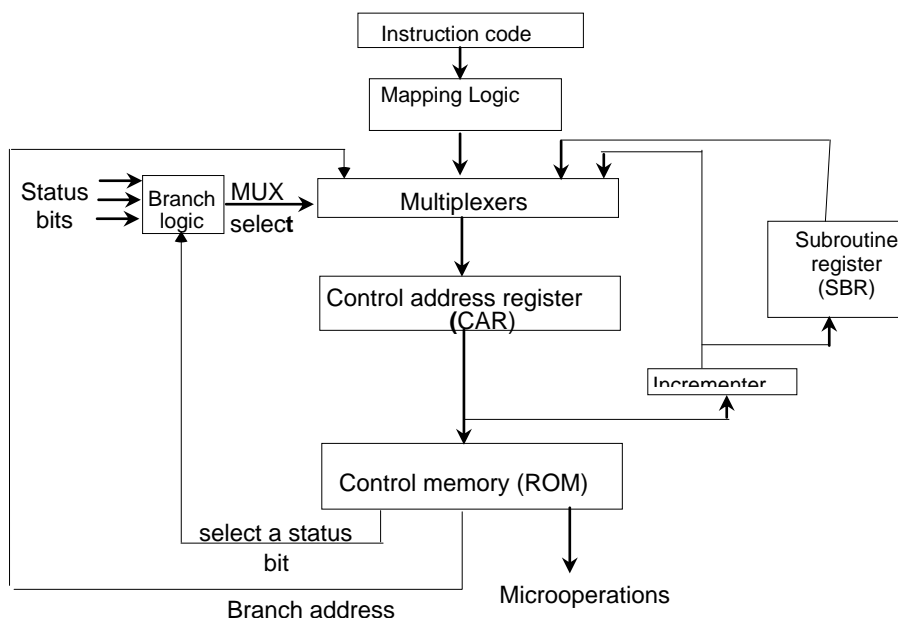 Instruction code
Mapping Logic
Status
bits
Branch
logic
MUX
select
Multiplexers
Subroutine
register
(SBR)
Control address register
(CAR)
Incrementer
Control memory (ROM)
select a status
bit
Microoperations
Branch address